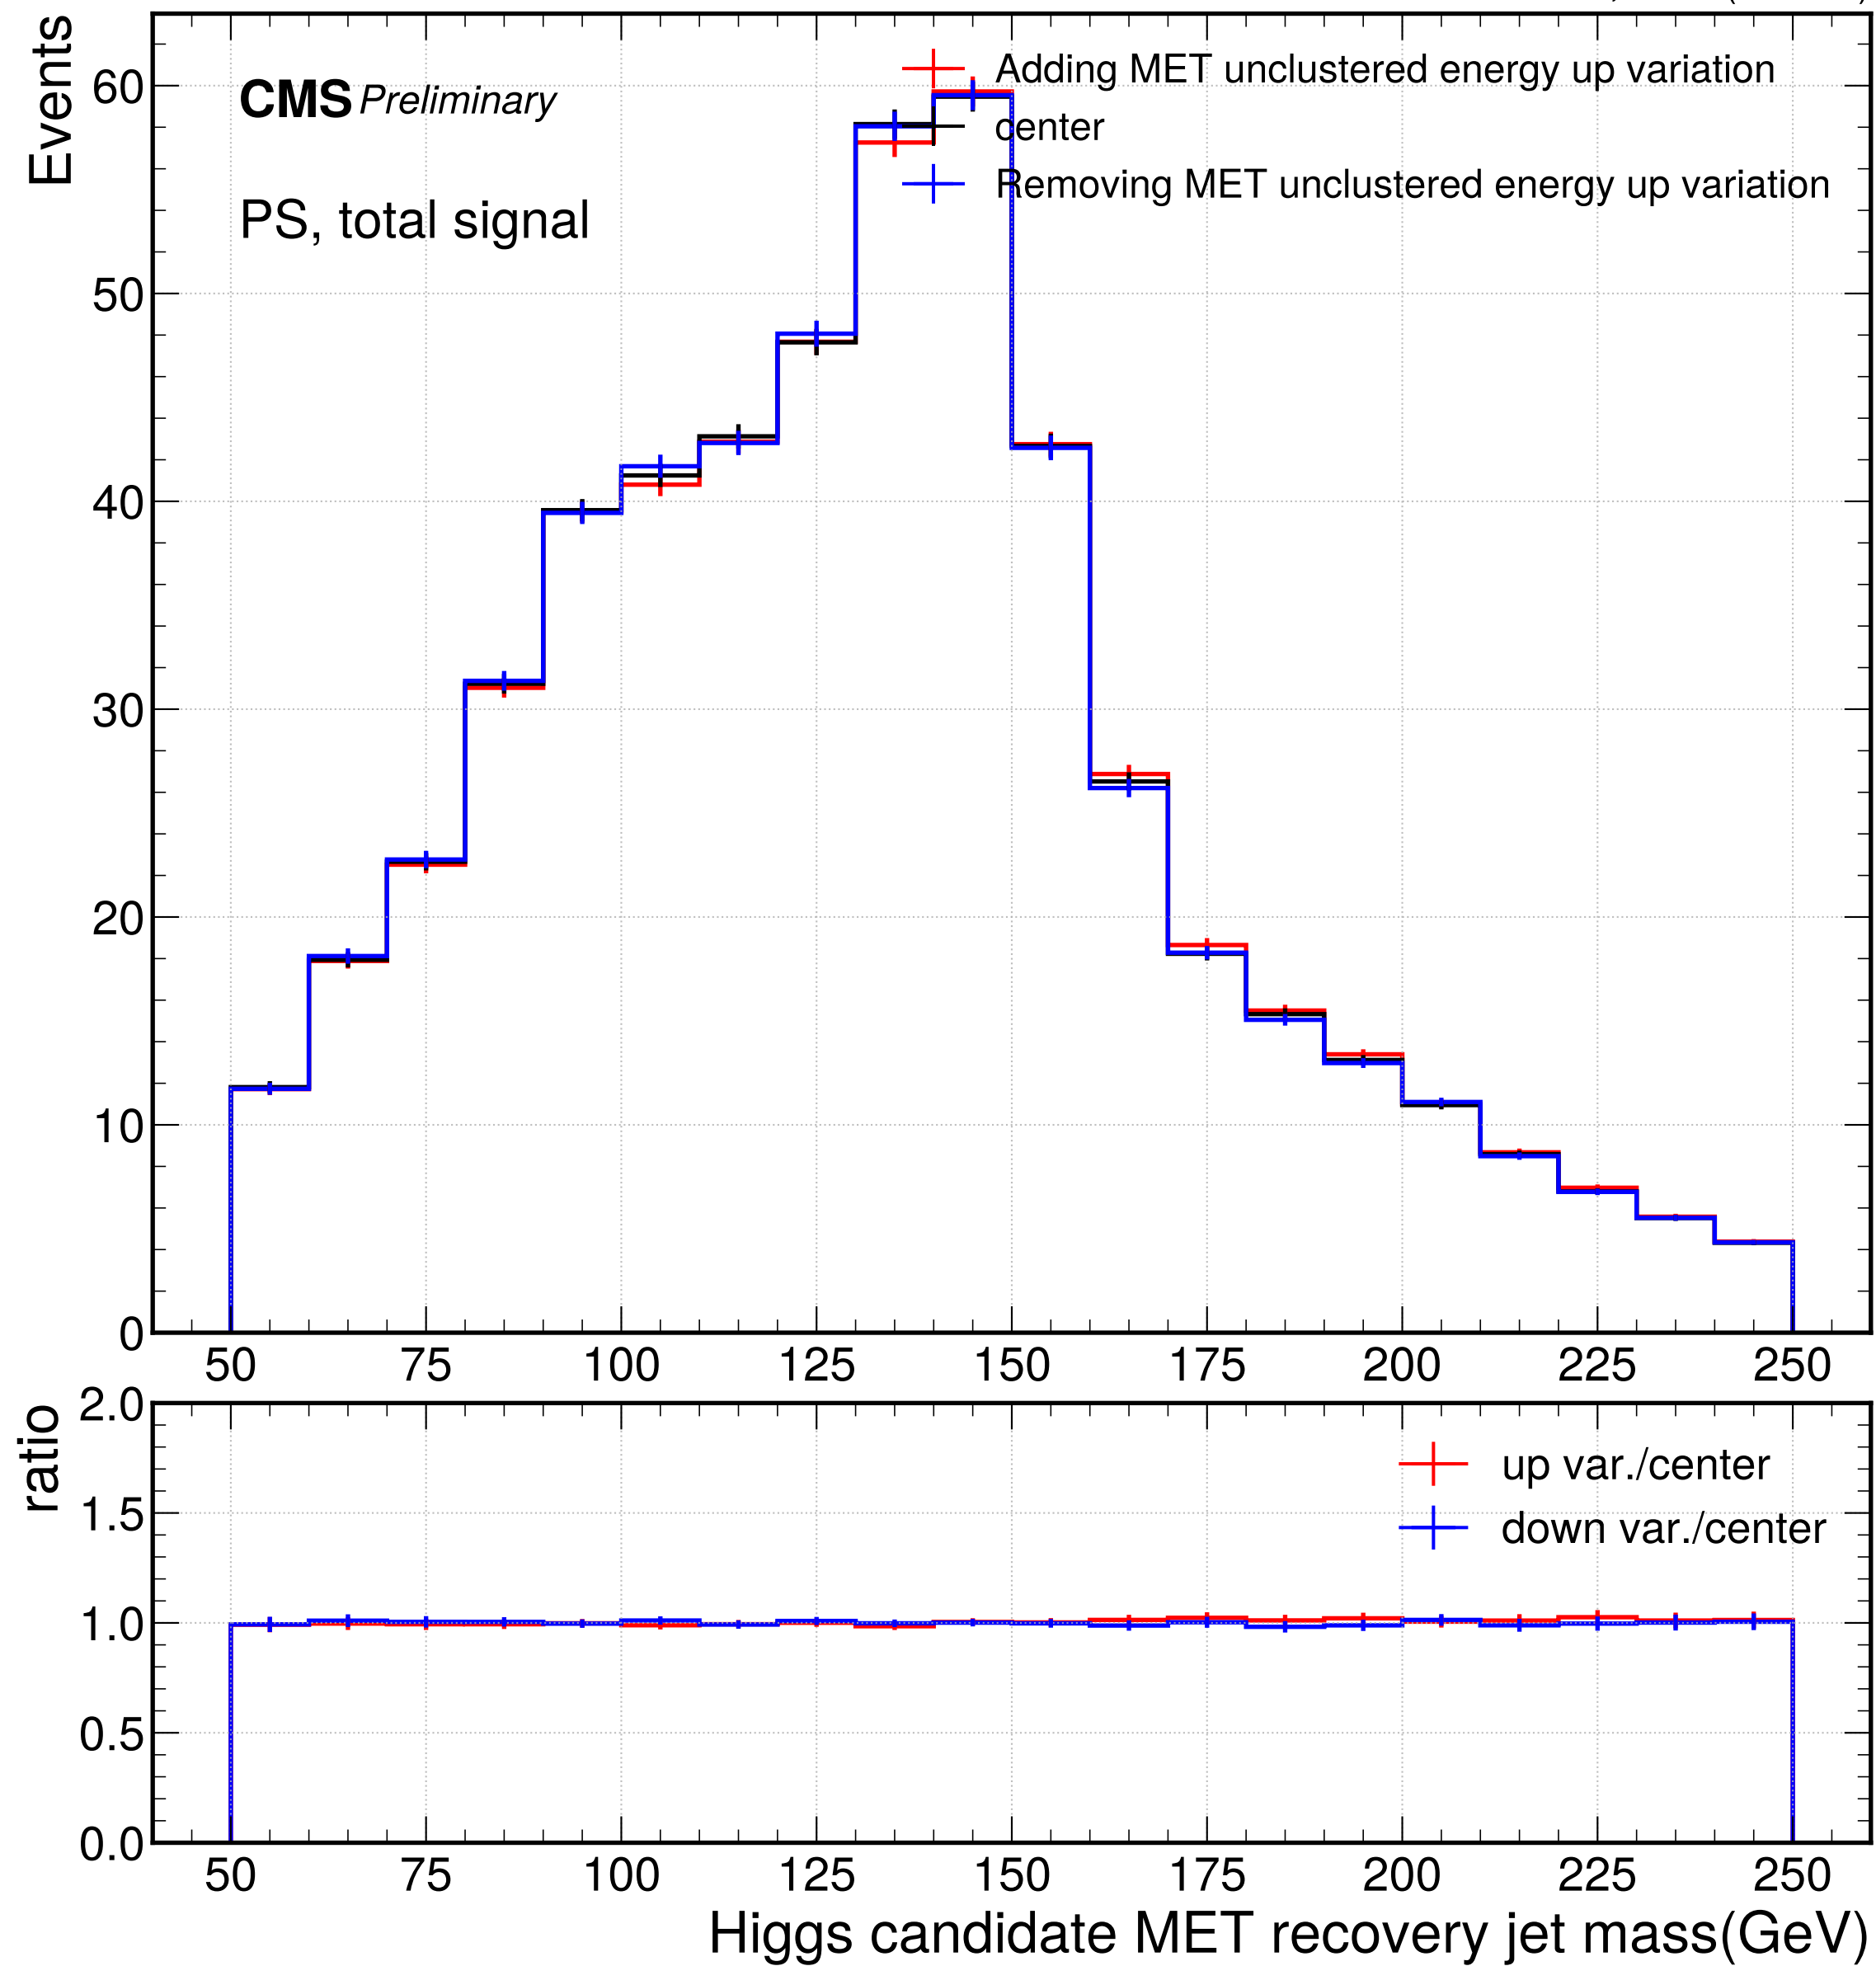 Events
60
50
40
30
20
10
0
CMS Preliminary
PS, total signal
Adding MET unclustered energy up variation
center
Removing MET unclustered energy up variation
50 75 100 125 150 175 200 225 250
ratio
2.0
1.5
1.0
0.5
0.0
up var./center
down var./center
50 75 100 125 150 175 200 225 250
Higgs candidate MET recovery jet mass(GeV)